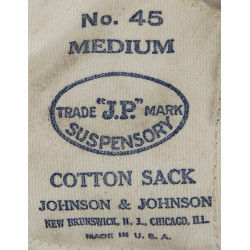 No. 45
MEDIUM
TRADE "J.P." MARK
SUSPENSORY
COTTON SACK
JOHNSON & JOHNSON
NEW BRUNSWICK, N. J., CHICAGO, ILL.
MADE IN U. S. A.